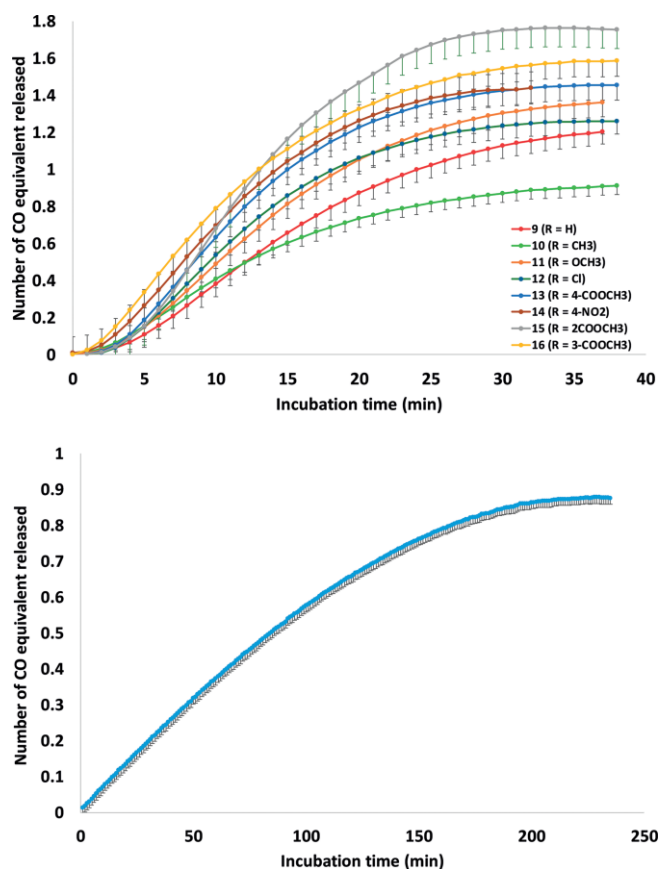 1.8
1.6
1.4
1.2
1
0.8
0.6
0.4
0.2
0
Number of CO equivalent released
9 (R = H)
10 (R = CH3)
11 (R = OCH3)
12 (R = Cl)
13 (R = 4-COOCH3)
14 (R = 4-NO2)
15 (R = 2COOCH3)
16 (R = 3-COOCH3)
0 5 10 15 20 25 30 35 40
Incubation time (min)
1
0.9
0.8
0.7
0.6
0.5
0.4
0.3
0.2
0.1
0
Number of CO equivalent released
0 50 100 150 200 250
Incubation time (min)